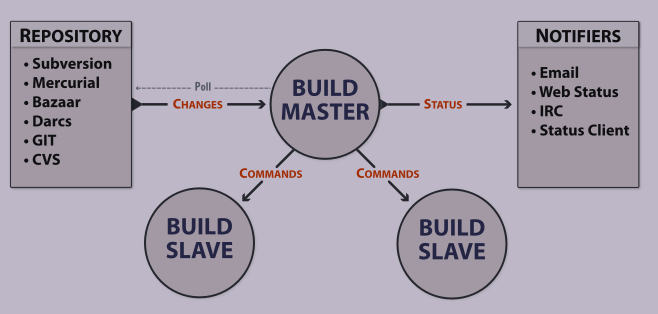 REPOSITORY
• Subversion
• Mercurial
• Bazaar
• Darcs
• GIT
• CVS
Poll
CHANGES
BUILD
MASTER
STATUS
NOTIFIERS
• Email
• Web Status
• IRC
• Status Client
COMMANDS
COMMANDS
BUILD
SLAVE
BUILD
SLAVE